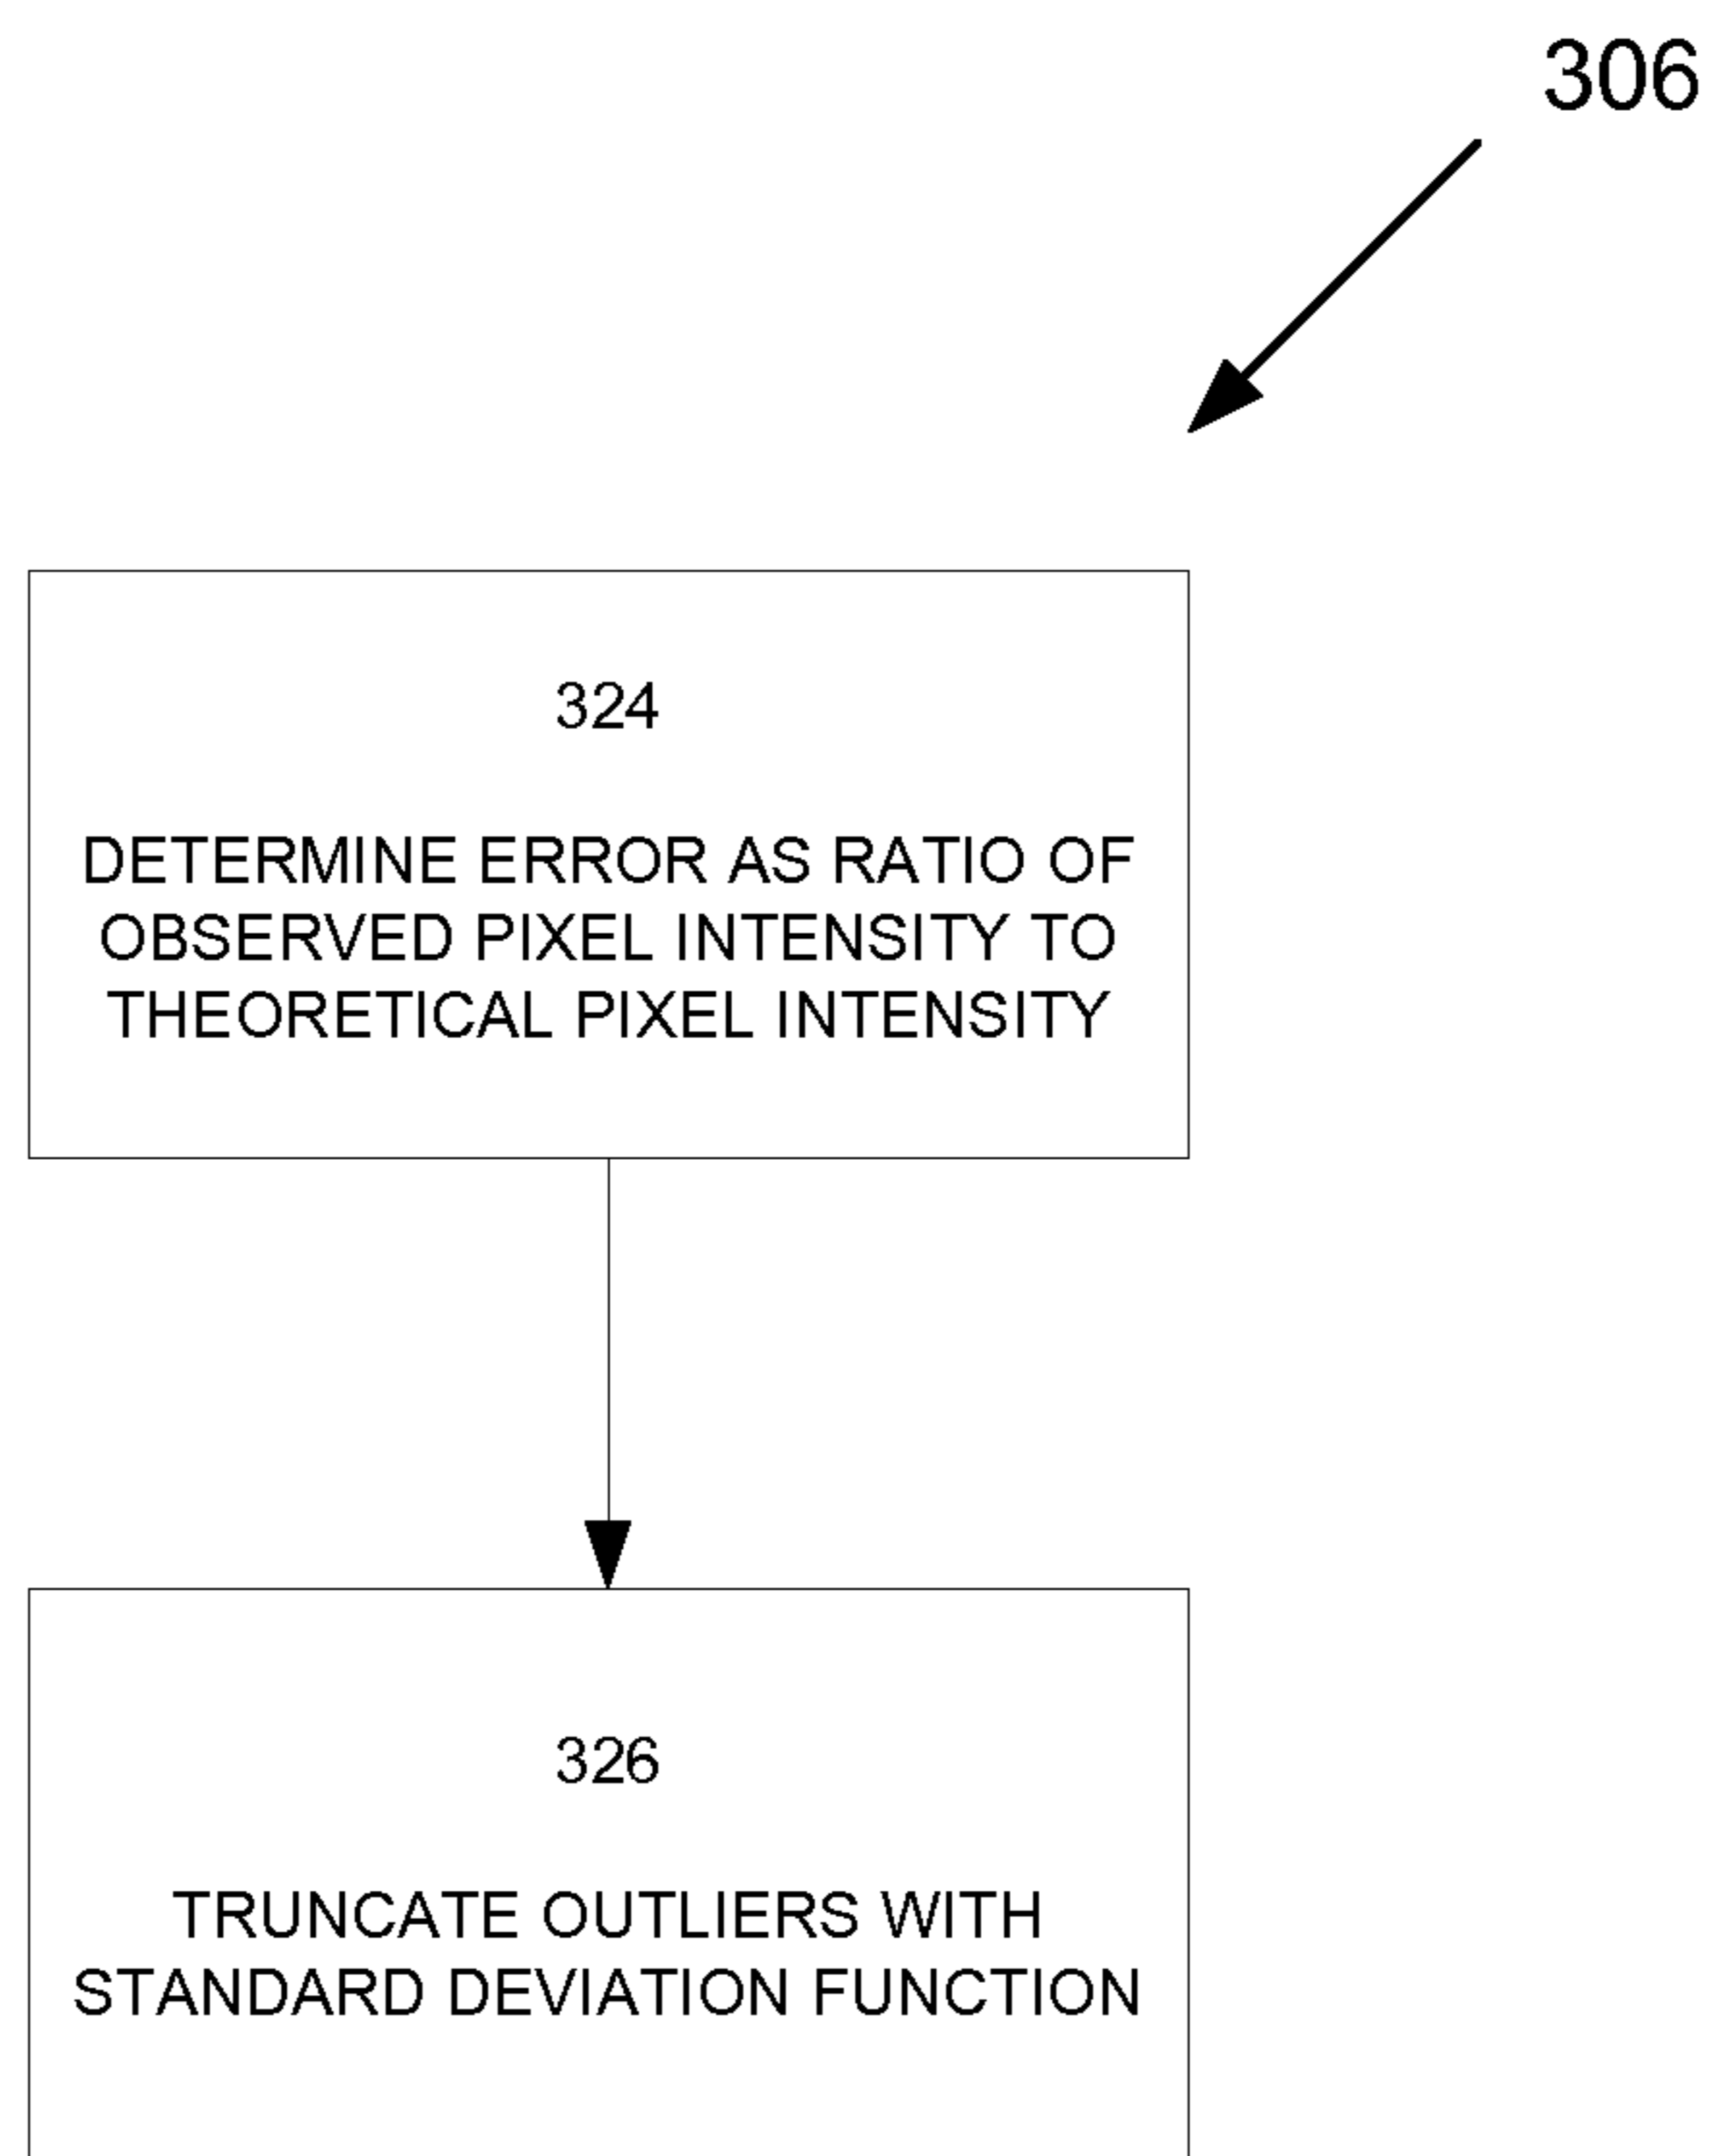 306
324
DETERMINE ERROR AS RATIO OF
OBSERVED PIXEL INTENSITY TO
THEORETICAL PIXEL INTENSITY
326
TRUNCATE OUTLIERS WITH
STANDARD DEVIATION FUNCTION